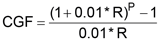 CGF = ((1+0.01* R)^P − 1) / (0.01* R)